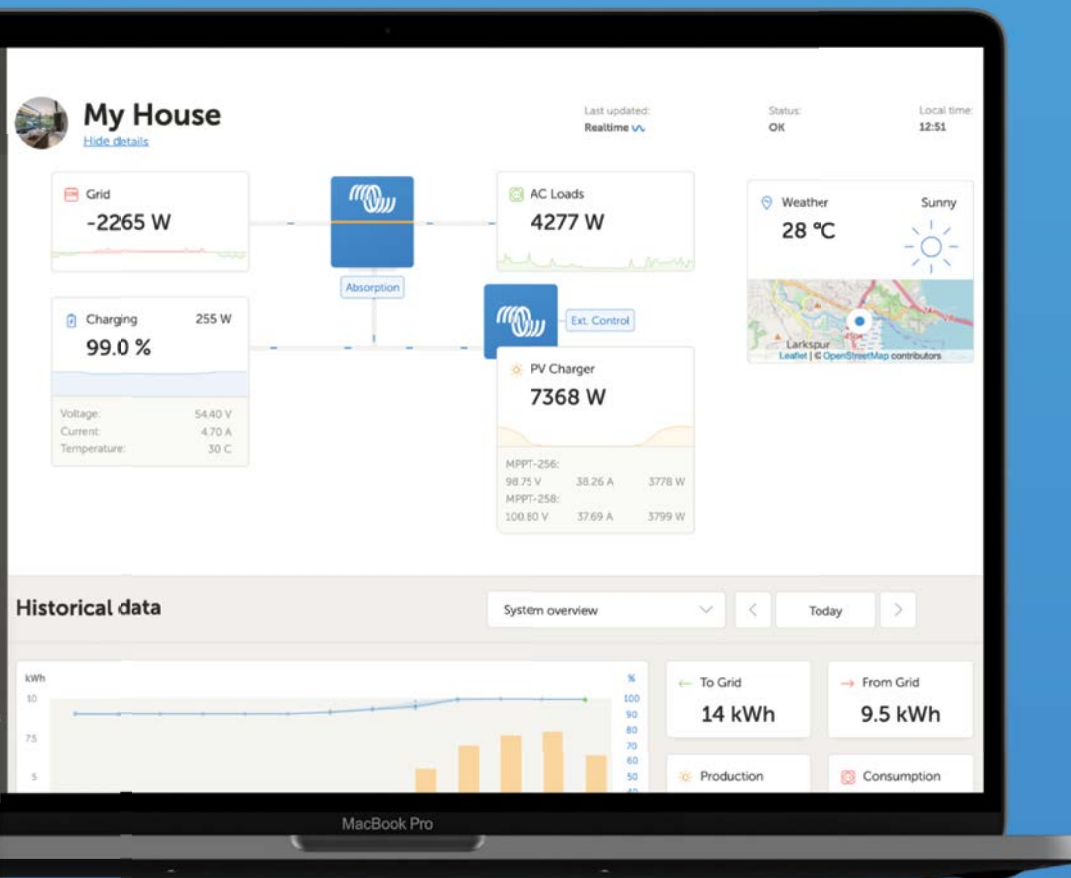 My House
Hide details
Last updated:
Realtime
Status:
OK
Local time:
12:51
Grid
-2265 W
AC Loads
4277 W
Weather
Sunny
28 °C
Absorption
Charging
255 W
99.0 %
Ext. Control
Larkspur
Leaflet | © OpenStreetMap contributors
PV Charger
7368 W
Voltage:
54.40 V
Current:
4.70 A
Temperature:
30 C
MPPT-256:
98.75 V 38.26 A 3778 W
MPPT-258:
100.80 V 37.69 A 3799 W
Historical data
System overview
Today
kWh
10
7.5
5
%
100
90
80
70
60
50
40
To Grid
14 kWh
From Grid
9.5 kWh
Production
Consumption
MacBook Pro